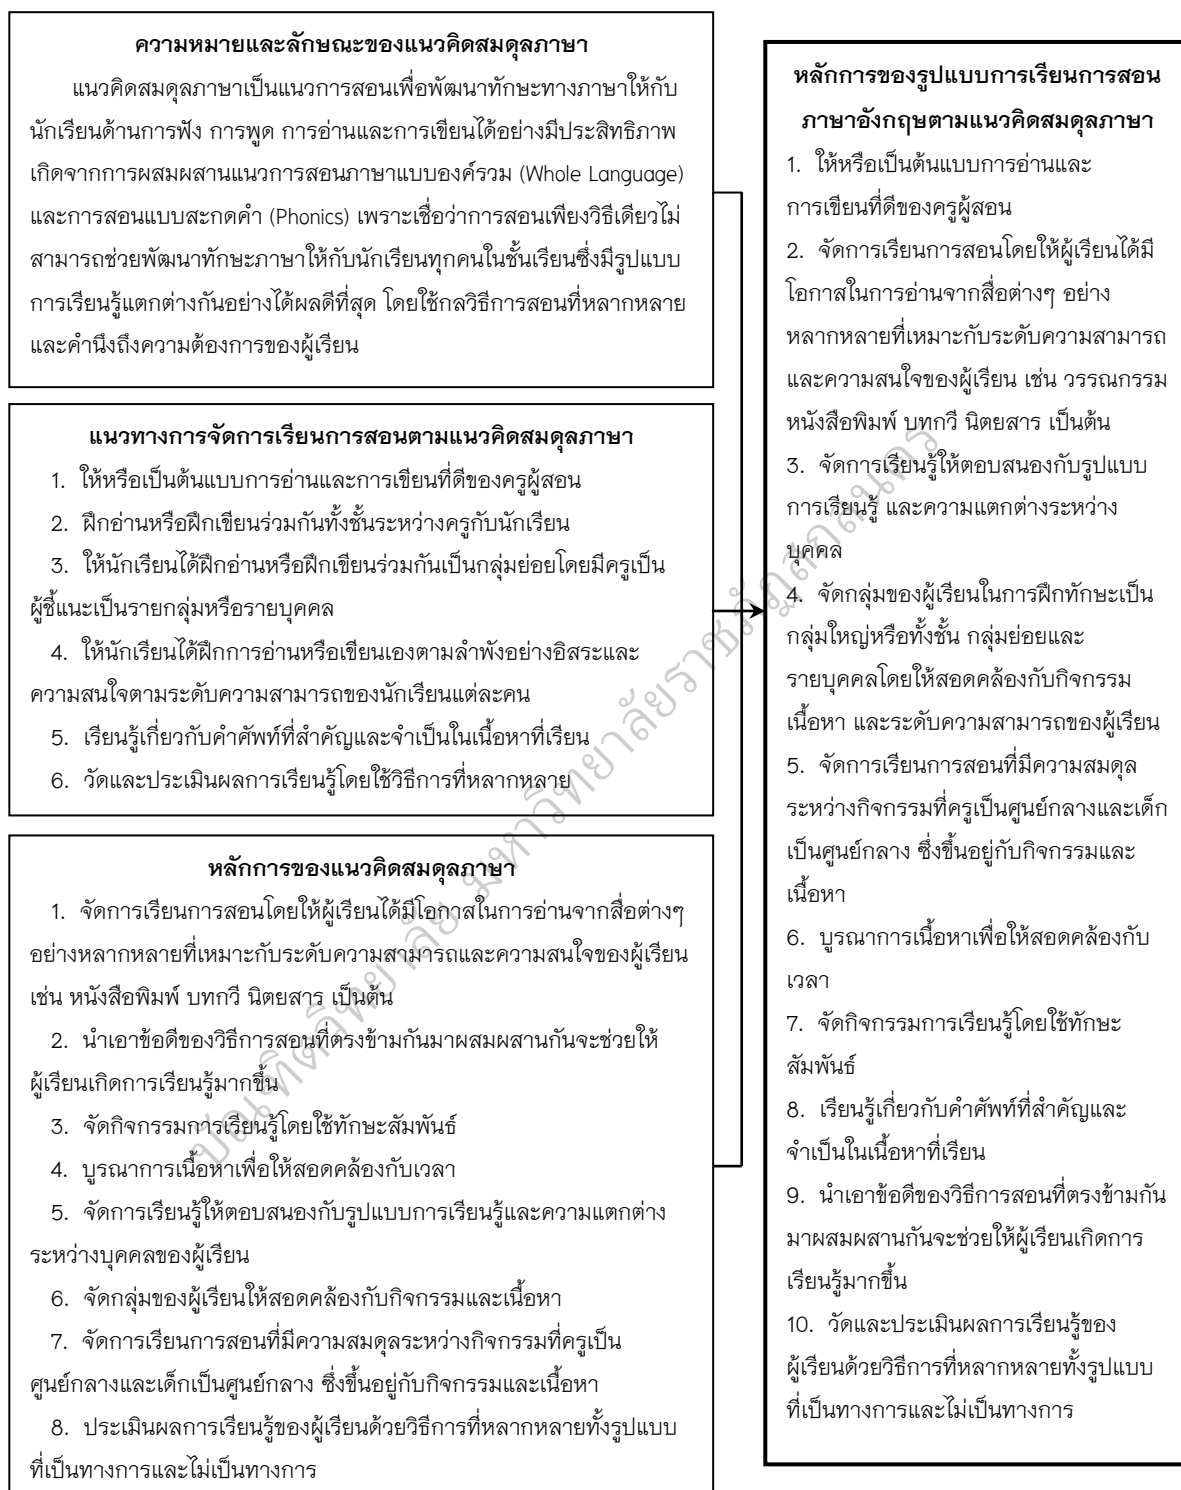 ความหมายและลักษณะของแนวคิดสมดุลภาษา
แนวคิดสมดุลภาษาเป็นแนวการสอนเพื่อพัฒนาทักษะทางภาษาให้กับ
นักเรียนด้านการฟัง การพูด การอ่านและการเขียนได้อย่างมีประสิทธิภาพ
เกิดจากการผสมผสานแนวการสอนภาษาแบบองค์รวม (Whole Language)
และการสอนแบบสะกดคำ (Phonics) เพราะเชื่อว่าการสอนเพียงวิธีเดียวไม่
สามารถช่วยพัฒนาทักษะภาษาให้กับนักเรียนทุกคนในชั้นเรียนซึ่งมีรูปแบบ
การเรียนรู้แตกต่างกันอย่างได้ผลดีที่สุด โดยใช้กลวิธีการสอนที่หลากหลาย
และคำนึงถึงความต้องการของผู้เรียน
แนวทางการจัดการเรียนการสอนตามแนวคิดสมดุลภาษา
1. ให้หรือเป็นต้นแบบการอ่านและการเขียนที่ดีของครูผู้สอน
2. ฝึกอ่านหรือฝึกเขียนร่วมกันทั้งชั้นระหว่างครูกับนักเรียน
3. ให้นักเรียนได้ฝึกอ่านหรือฝึกเขียนร่วมกันเป็นกลุ่มย่อยโดยมีครูเป็น
ผู้ชี้แนะเป็นรายกลุ่มหรือรายบุคคล
4. ให้นักเรียนได้ฝึกการอ่านหรือเขียนเองตามลำพังอย่างอิสระและ
ความสนใจตามระดับความสามารถของนักเรียนแต่ละคน
5. เรียนรู้เกี่ยวกับคำศัพท์ที่สำคัญและจำเป็นในเนื้อหาที่เรียน
6. วัดและประเมินผลการเรียนรู้โดยใช้วิธีการที่หลากหลาย
หลักการของแนวคิดสมดุลภาษา
1. จัดการเรียนการสอนโดยให้ผู้เรียนได้มีโอกาสในการอ่านจากสื่อต่างๆ
อย่างหลากหลายที่เหมาะกับระดับความสามารถและความสนใจของผู้เรียน
เช่น หนังสือพิมพ์ บทกวี นิตยสาร เป็นต้น
2. นำเอาข้อดีของวิธีการสอนที่ตรงข้ามกันมาผสมผสานกันจะช่วยให้
ผู้เรียนเกิดการเรียนรู้มากขึ้น
3. จัดกิจกรรมการเรียนรู้โดยใช้ทักษะสัมพันธ์
4. บูรณาการเนื้อหาเพื่อให้สอดคล้องกับเวลา
5. จัดการเรียนรู้ให้ตอบสนองกับรูปแบบการเรียนรู้และความแตกต่าง
ระหว่างบุคคลของผู้เรียน
6. จัดกลุ่มของผู้เรียนให้สอดคล้องกับกิจกรรมและเนื้อหา
7. จัดการเรียนการสอนที่มีความสมดุลระหว่างกิจกรรมที่ครูเป็น
ศูนย์กลางและเด็กเป็นศูนย์กลาง ซึ่งขึ้นอยู่กับกิจกรรมและเนื้อหา
8. ประเมินผลการเรียนรู้ของผู้เรียนด้วยวิธีการที่หลากหลายทั้งรูปแบบ
ที่เป็นทางการและไม่เป็นทางการ
หลักการของรูปแบบการเรียนการสอน
ภาษาอังกฤษตามแนวคิดสมดุลภาษา
1. ให้หรือเป็นต้นแบบการอ่านและ
การเขียนที่ดีของครูผู้สอน
2. จัดการเรียนการสอนโดยให้ผู้เรียนได้มี
โอกาสในการอ่านจากสื่อต่างๆ อย่าง
หลากหลายที่เหมาะกับระดับความสามารถ
และความสนใจของผู้เรียน เช่น วรรณกรรม
หนังสือพิมพ์ บทกวี นิตยสาร เป็นต้น
3. จัดการเรียนรู้ให้ตอบสนองกับรูปแบบ
การเรียนรู้ และความแตกต่างระหว่าง
บุคคล
4. จัดกลุ่มของผู้เรียนในการฝึกทักษะเป็น
กลุ่มใหญ่หรือทั้งชั้น กลุ่มย่อยและ
รายบุคคลโดยให้สอดคล้องกับกิจกรรม
เนื้อหา และระดับความสามารถของผู้เรียน
5. จัดการเรียนการสอนที่มีความสมดุล
ระหว่างกิจกรรมที่ครูเป็นศูนย์กลางและเด็ก
เป็นศูนย์กลาง ซึ่งขึ้นอยู่กับกิจกรรมและ
เนื้อหา
6. บูรณาการเนื้อหาเพื่อให้สอดคล้องกับ
เวลา
7. จัดกิจกรรมการเรียนรู้โดยใช้ทักษะ
สัมพันธ์
8. เรียนรู้เกี่ยวกับคำศัพท์ที่สำคัญและ
จำเป็นในเนื้อหาที่เรียน
9. นำเอาข้อดีของวิธีการสอนที่ตรงข้ามกัน
มาผสมผสานกันจะช่วยให้ผู้เรียนเกิดการ
เรียนรู้มากขึ้น
10. วัดและประเมินผลการเรียนรู้ของ
ผู้เรียนด้วยวิธีการที่หลากหลายทั้งรูปแบบ
ที่เป็นทางการและไม่เป็นทางการ
บัณฑิตวิทยาลัย มหาวิทยาลัยราชภัฏสกลนคร